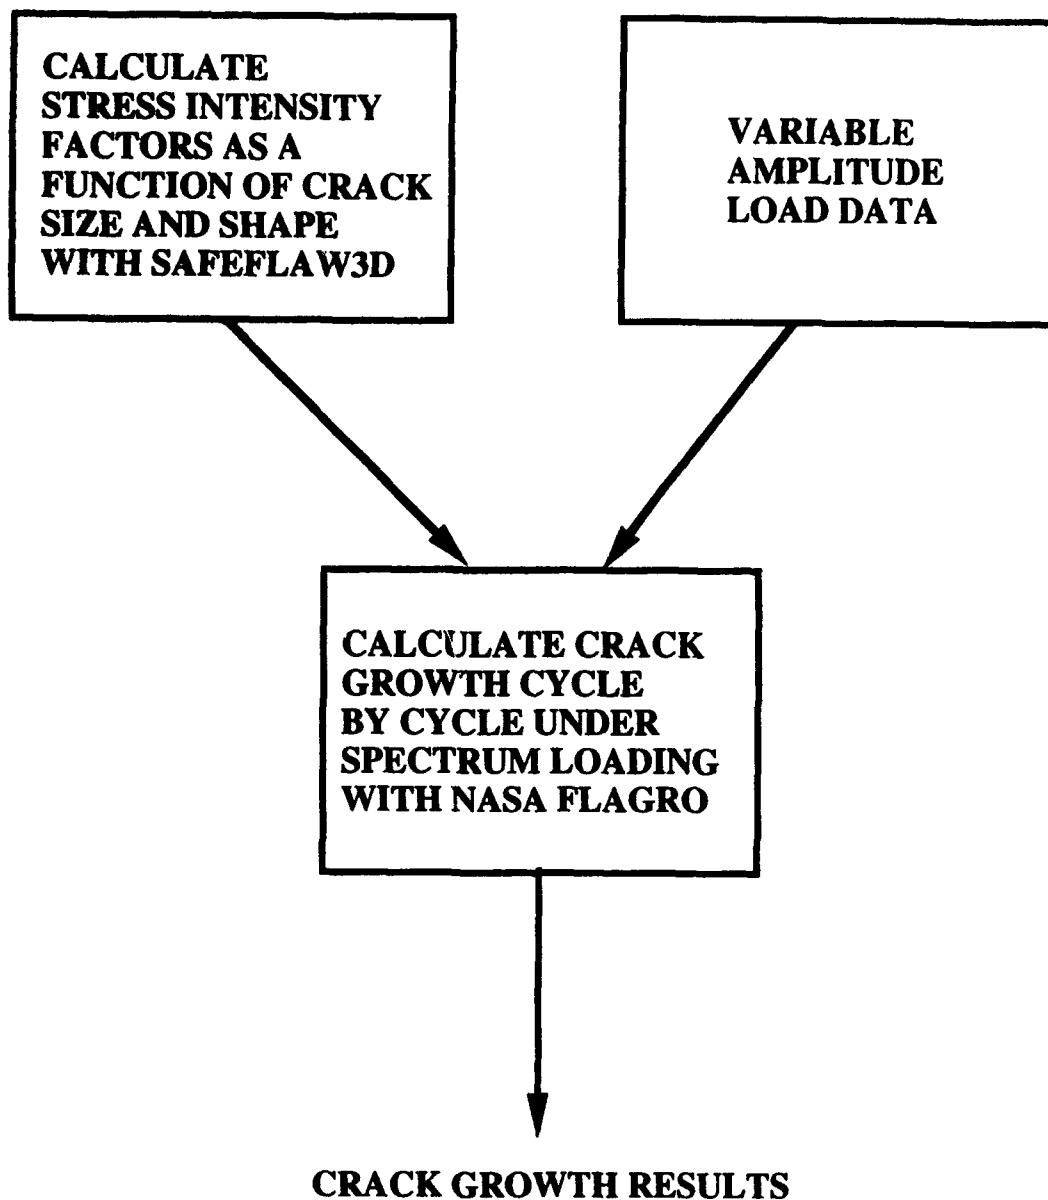 CALCULATE
STRESS INTENSITY
FACTORS AS A
FUNCTION OF CRACK
SIZE AND SHAPE
WITH SAFEFLAW3D
VARIABLE
AMPLITUDE
LOAD DATA
CALCULATE CRACK
GROWTH CYCLE
BY CYCLE UNDER
SPECTRUM LOADING
WITH NASA FLAGRO
CRACK GROWTH RESULTS